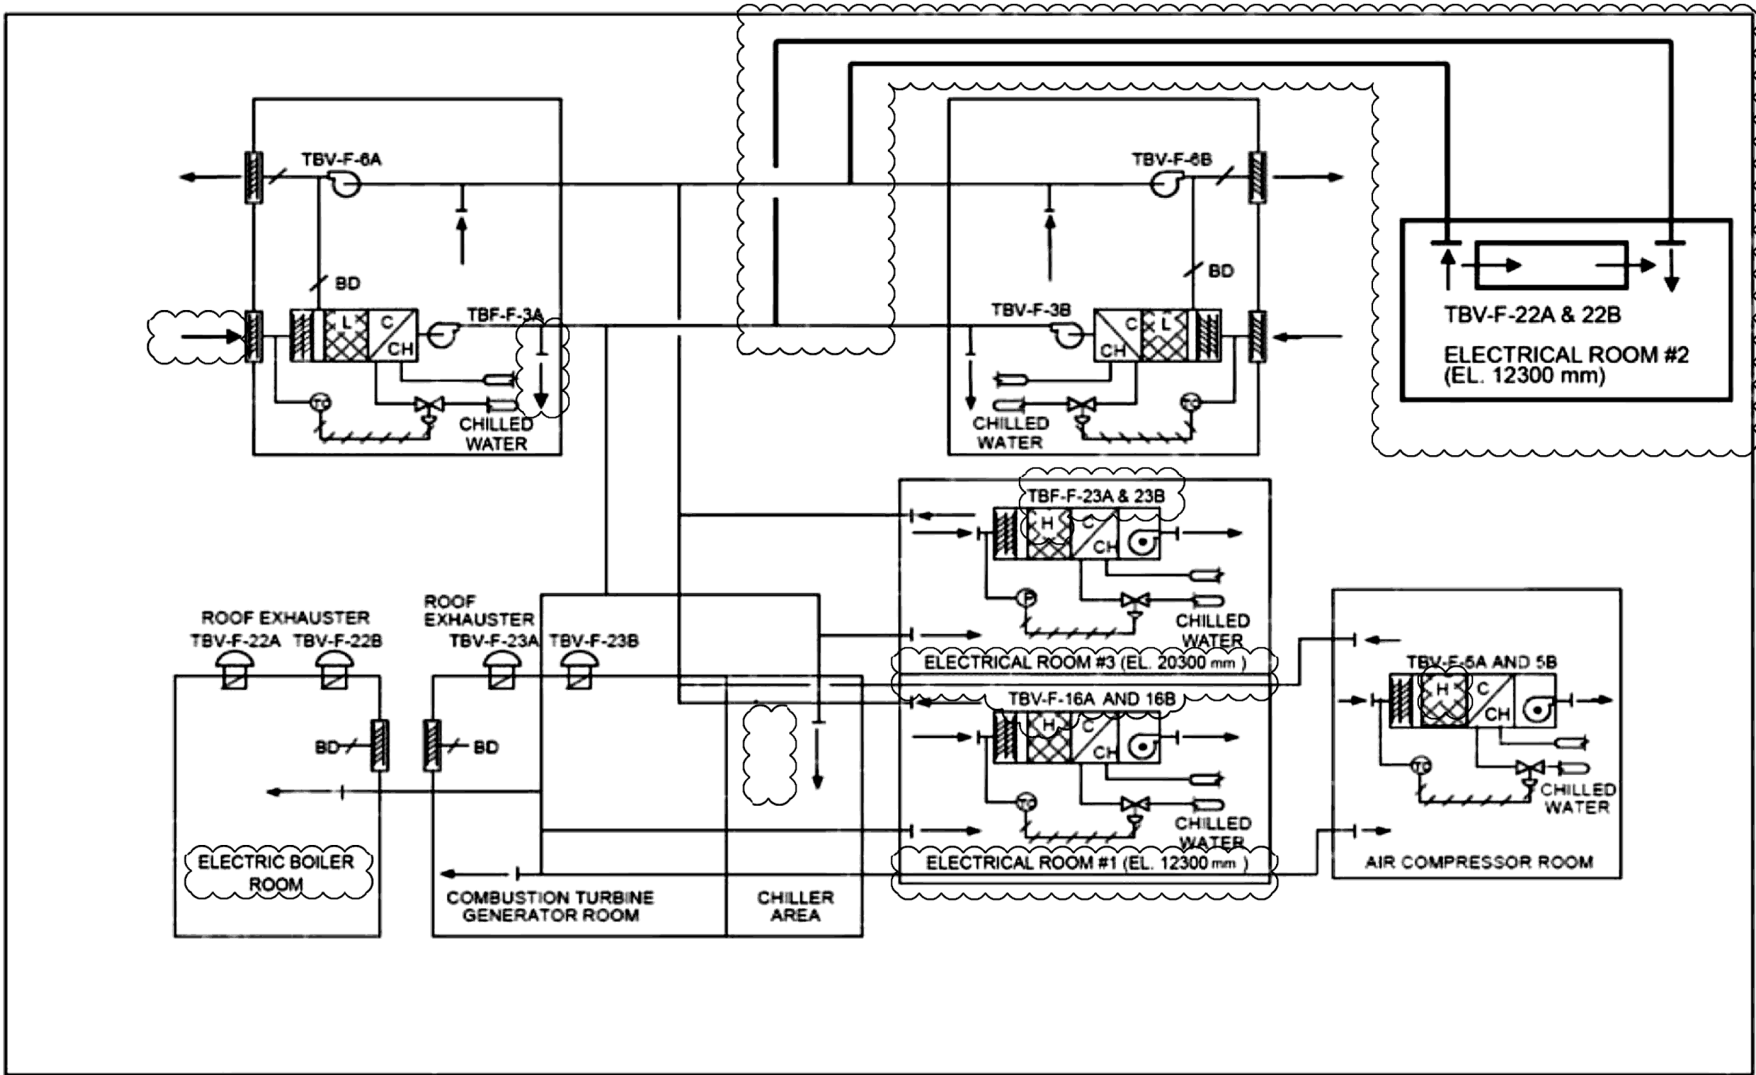 TBV-F-6A
BD
L
C
CH
TBF-F-3A
TC
CHILLED
WATER
TBV-F-6B
BD
TBV-F-3B
C
L
CH
TC
CHILLED
WATER
TBV-F-22A & 22B
ELECTRICAL ROOM #2
(EL. 12300 mm)
TBF-F-23A & 23B
H
C
CH
P
CHILLED
WATER
ELECTRICAL ROOM #3 (EL. 20300 mm )
TBV-F-16A AND 16B
H
C
CH
TC
CHILLED
WATER
ELECTRICAL ROOM #1 (EL. 12300 mm )
TBV-F-5A AND 5B
H
C
CH
TC
CHILLED
WATER
AIR COMPRESSOR ROOM
ROOF EXHAUSTER
TBV-F-22A TBV-F-22B
BD
ELECTRIC BOILER
ROOM
ROOF
EXHAUSTER
TBV-F-23A TBV-F-23B
BD
COMBUSTION TURBINE
GENERATOR ROOM
CHILLER
AREA